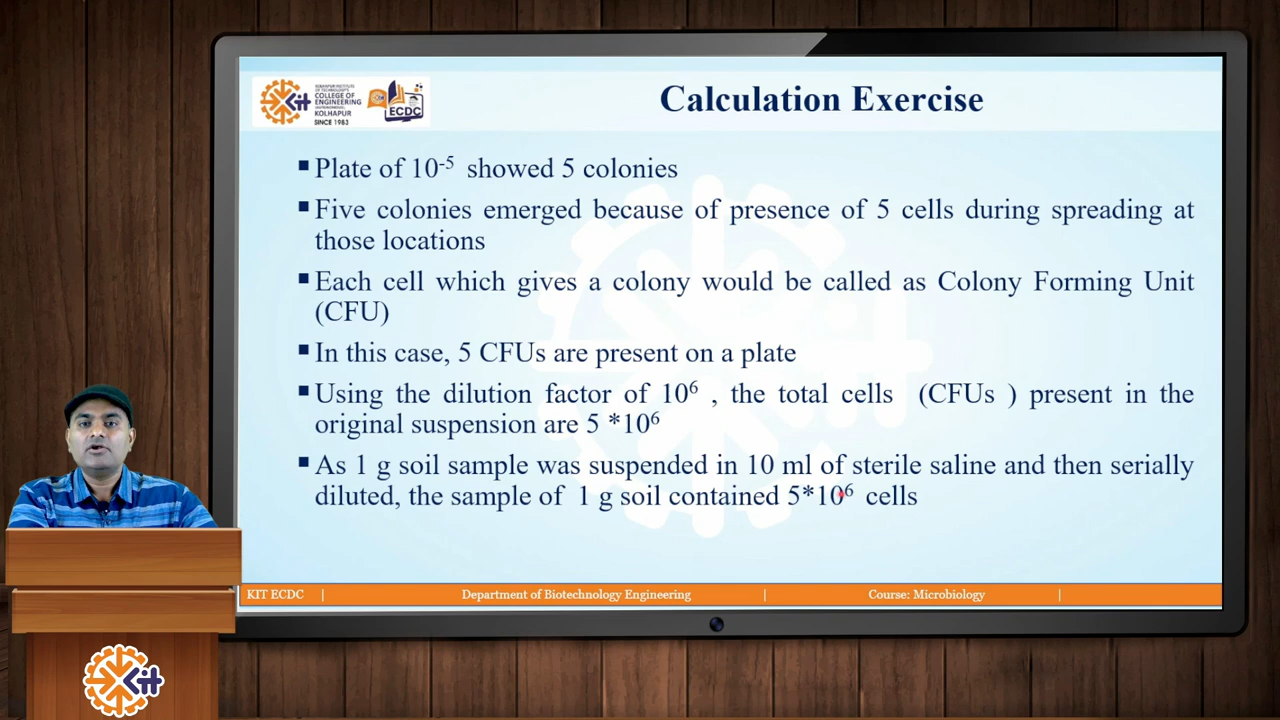 KOLHAPUR INSTITUTE
OF TECHNOLOGY'S
COLLEGE OF
ENGINEERING
KOLHAPUR
SINCE 1983
ECDC
Calculation Exercise
▪ Plate of 10⁻⁵ showed 5 colonies
▪ Five colonies emerged because of presence of 5 cells during spreading at
those locations
▪ Each cell which gives a colony would be called as Colony Forming Unit
(CFU)
▪ In this case, 5 CFUs are present on a plate
▪ Using the dilution factor of 10⁶ , the total cells (CFUs ) present in the
original suspension are 5 *10⁶
▪ As 1 g soil sample was suspended in 10 ml of sterile saline and then serially
diluted, the sample of 1 g soil contained 5*10⁶ cells
KIT ECDC | Department of Biotechnology Engineering | Course: Microbiology |
Kit